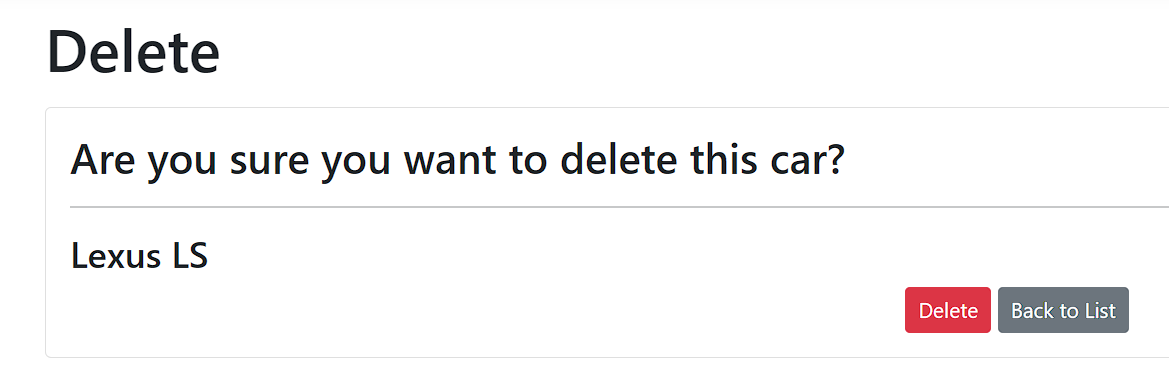 Delete
Are you sure you want to delete this car?
Lexus LS
Delete Back to List